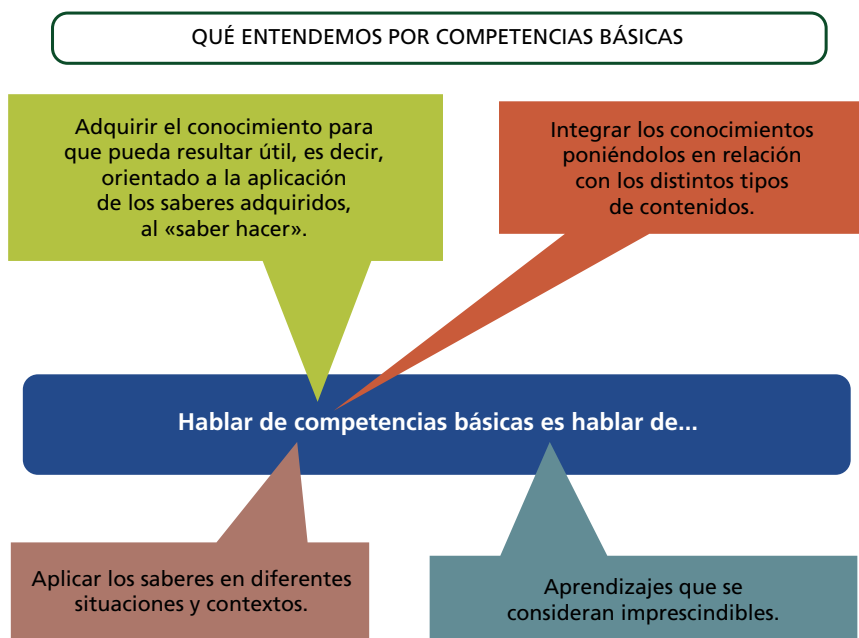 QUÉ ENTENDEMOS POR COMPETENCIAS BÁSICAS
Adquirir el conocimiento para
que pueda resultar útil, es decir,
orientado a la aplicación
de los saberes adquiridos,
al «saber hacer».
Integrar los conocimientos
poniéndolos en relación
con los distintos tipos
de contenidos.
Hablar de competencias básicas es hablar de...
Aplicar los saberes en diferentes
situaciones y contextos.
Aprendizajes que se
consideran imprescindibles.